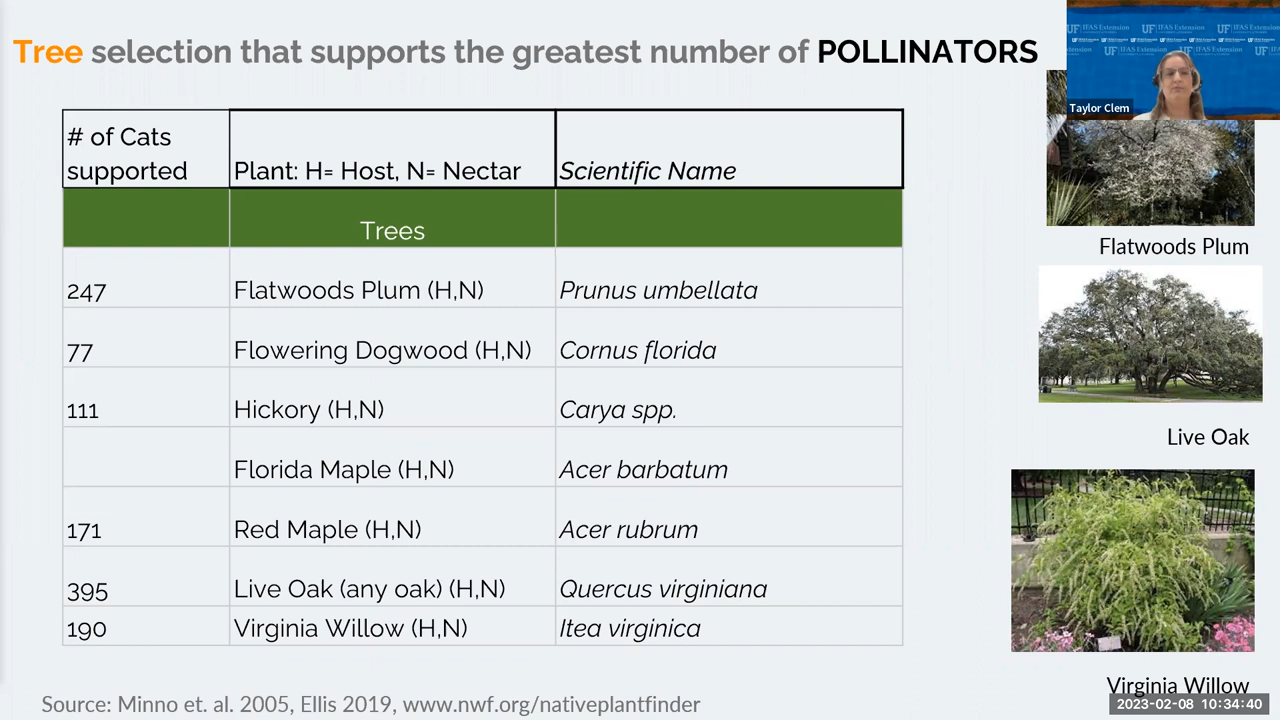 Tree selection that supports the greatest number of POLLINATORS
UF IFAS Extension
Taylor Clem
# of Cats
supported
Plant: H= Host, N= Nectar
Scientific Name
Trees
247 Flatwoods Plum (H,N) Prunus umbellata
77 Flowering Dogwood (H,N) Cornus florida
111 Hickory (H,N) Carya spp.
Florida Maple (H,N) Acer barbatum
171 Red Maple (H,N) Acer rubrum
395 Live Oak (any oak) (H,N) Quercus virginiana
190 Virginia Willow (H,N) Itea virginica
Flatwoods Plum
Live Oak
Virginia Willow
Source: Minno et. al. 2005, Ellis 2019, www.nwf.org/nativeplantfinder
2023-02-08 10:34:40